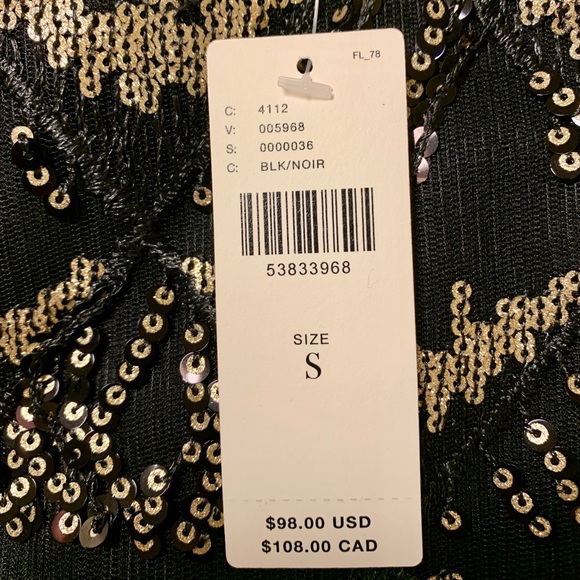 FL_78
C: 4112
V: 005968
S: 0000036
C: BLK/NOIR
53833968
SIZE
S
$98.00 USD
$108.00 CAD